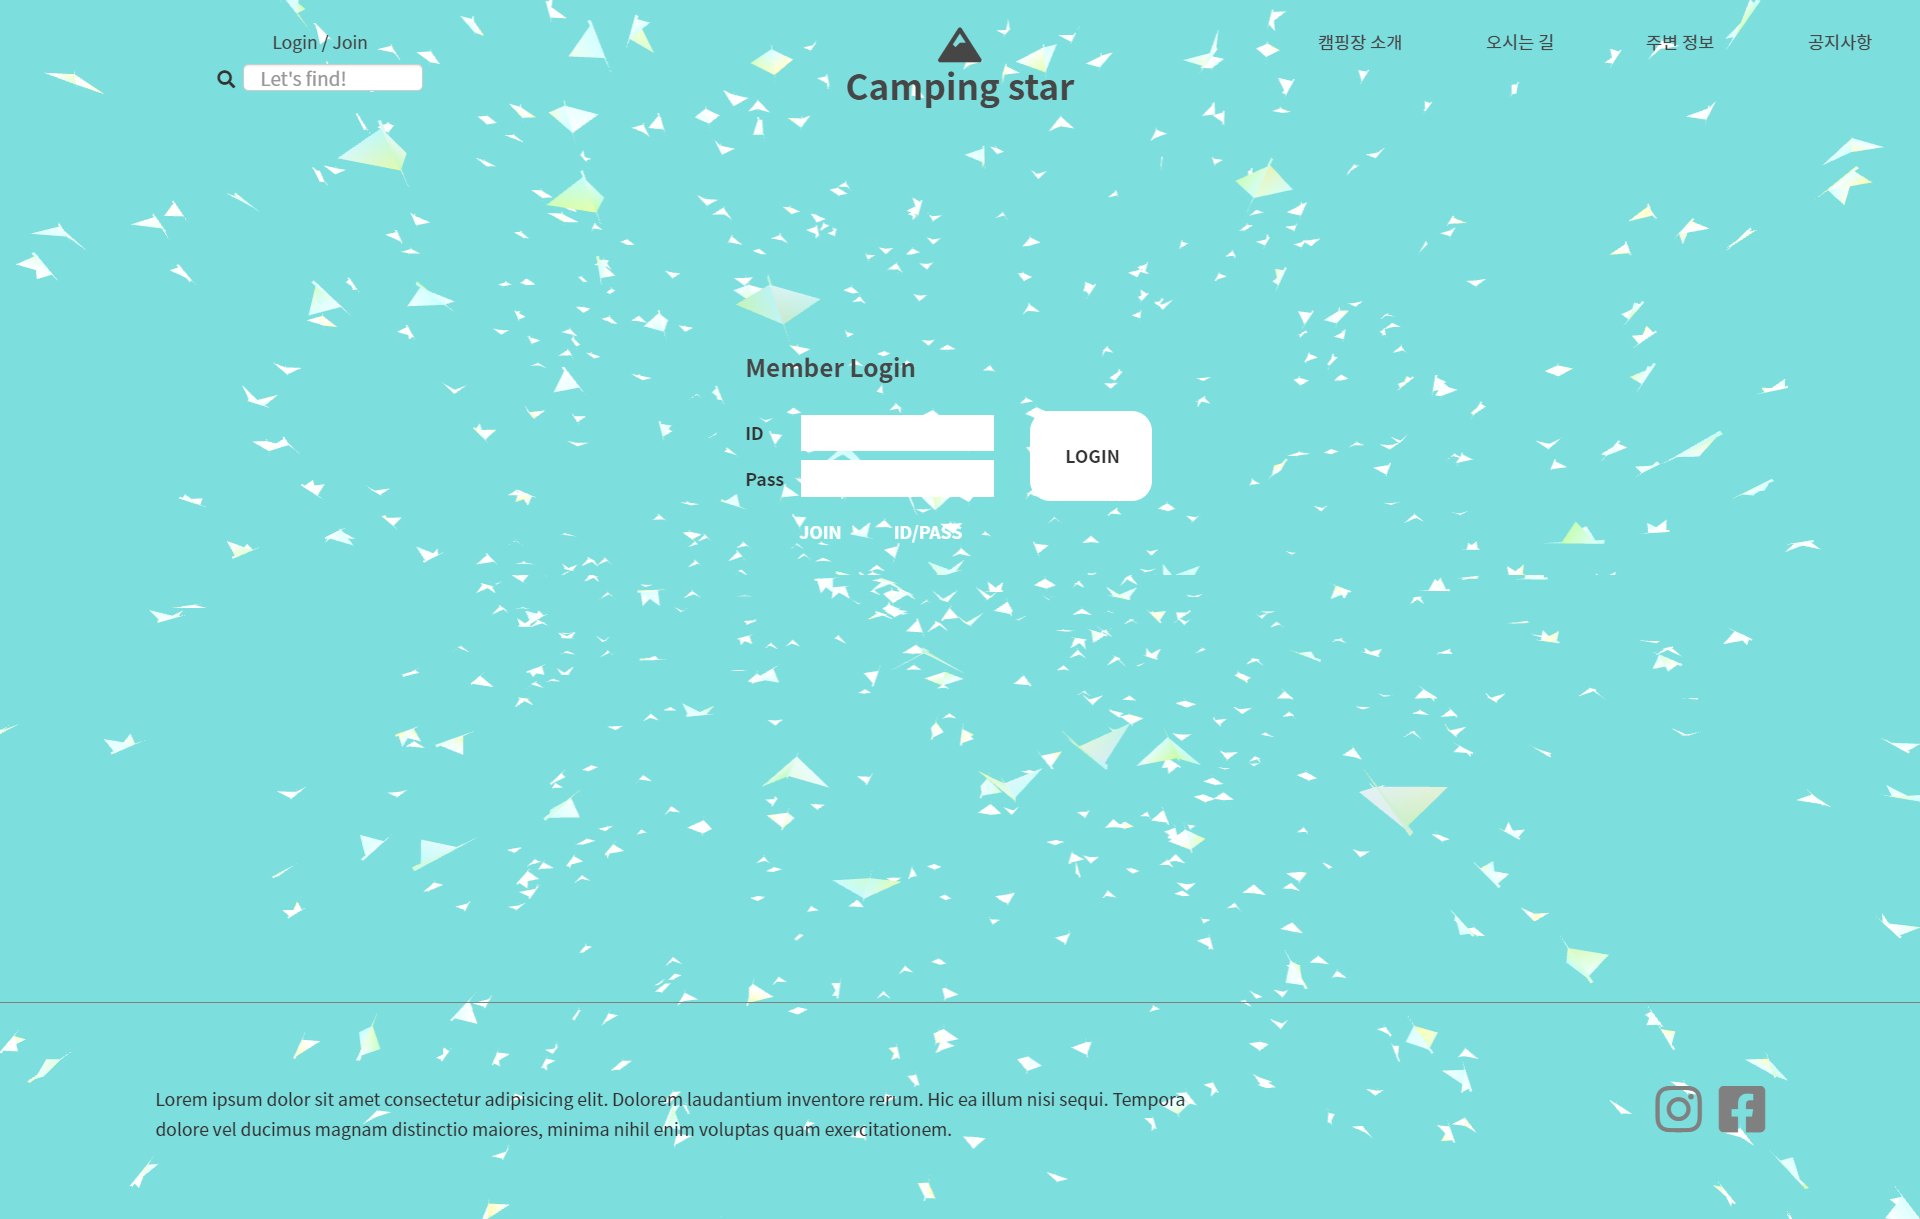 Login / Join
Let's find!
Camping star
캠핑장 소개
오시는 길
주변 정보
공지사항
Member Login
ID
Pass
LOGIN
JOIN
ID/PASS
Lorem ipsum dolor sit amet consectetur adipisicing elit. Dolorem laudantium inventore rerum. Hic ea illum nisi sequi. Tempora
dolore vel ducimus magnam distinctio maiores, minima nihil enim voluptas quam exercitationem.